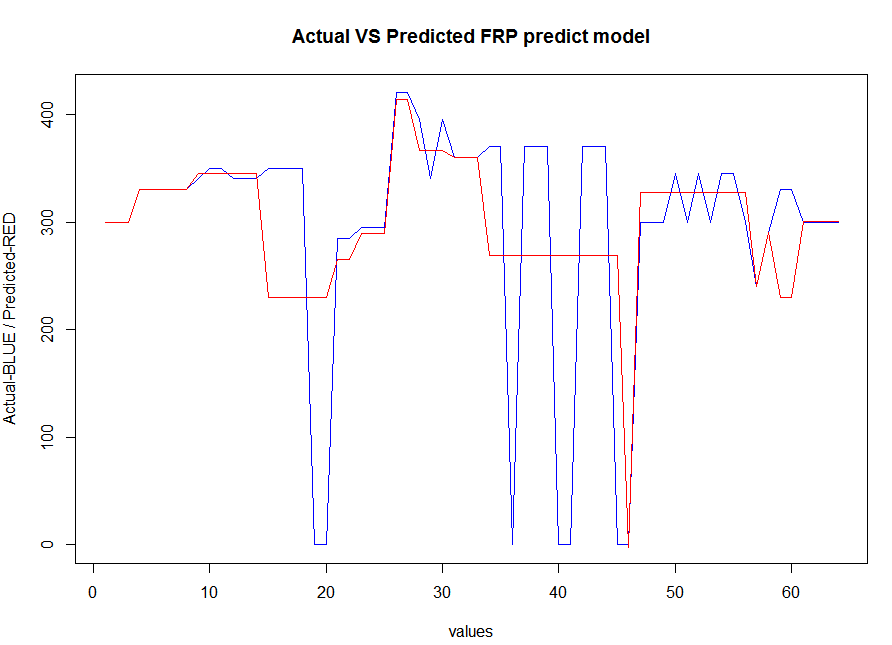 Actual VS Predicted FRP predict model
Actual-BLUE / Predicted-RED
400
300
200
100
0
0 10 20 30 40 50 60
values